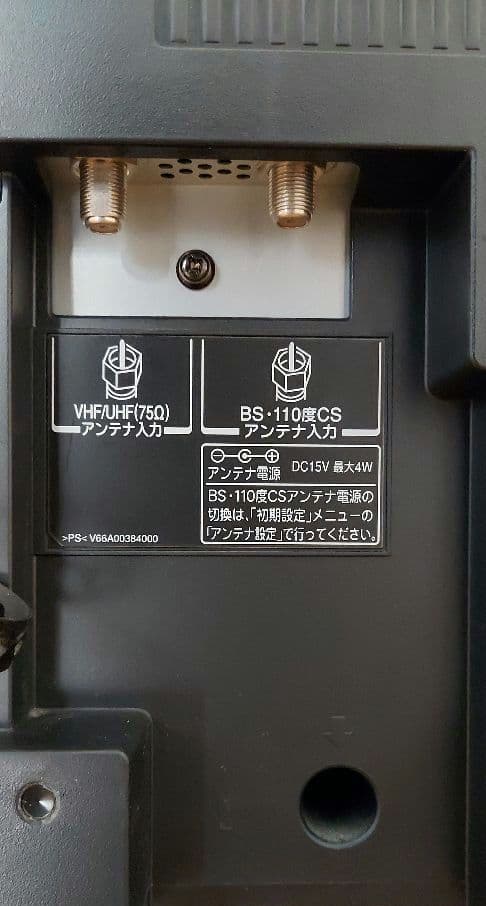 VHF/UHF(75Ω)
アンテナ入力
BS・110度CS
アンテナ入力
アンテナ電源 DC15V 最大4W
BS・110度CSアンテナ電源の
切換は、「初期設定」メニューの
「アンテナ設定」で行ってください。
>PS< V66A00384000